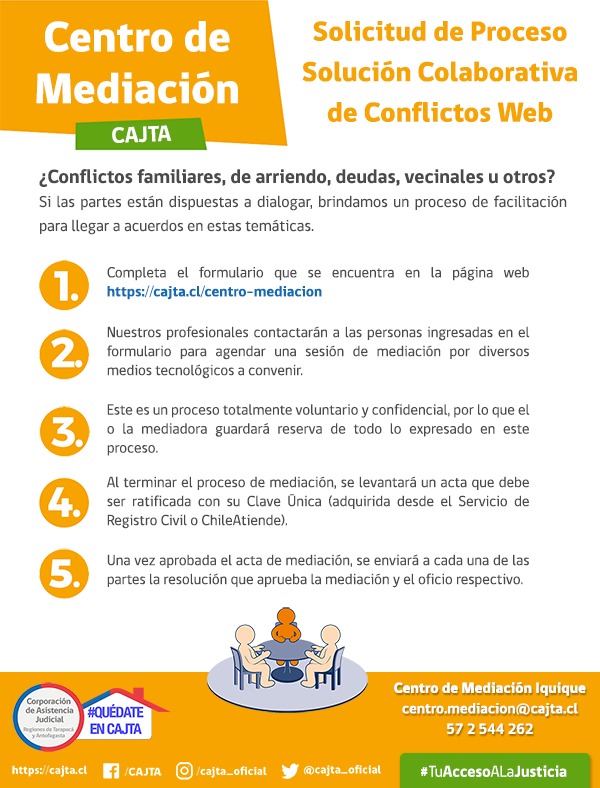 Centro de
Mediación
CAJTA
Solicitud de Proceso
Solución Colaborativa
de Conflictos Web
¿Conflictos familiares, de arriendo, deudas, vecinales u otros?
Si las partes están dispuestas a dialogar, brindamos un proceso de facilitación
para llegar a acuerdos en estas temáticas.
1.
Completa el formulario que se encuentra en la página web
https://cajta.cl/centro-mediacion
2.
Nuestros profesionales contactarán a las personas ingresadas en el
formulario para agendar una sesión de mediación por diversos
medios tecnológicos a convenir.
3.
Este es un proceso totalmente voluntario y confidencial, por lo que el
o la mediadora guardará reserva de todo lo expresado en este
proceso.
4.
Al terminar el proceso de mediación, se levantará un acta que debe
ser ratificada con su Clave Única (adquirida desde el Servicio de
Registro Civil o ChileAtiende).
5.
Una vez aprobada el acta de mediación, se enviará a cada una de las
partes la resolución que aprueba la mediación y el oficio respectivo.
Corporación
de Asistencia
Judicial
Regiones de Tarapacá
y Antofagasta
#QUÉDATE
EN CAJTA
Centro de Mediación Iquique
centro.mediacion@cajta.cl
57 2 544 262
https://cajta.cl
/CAJTA
/cajta_oficial
@cajta_oficial
#TuAccesoALaJusticia